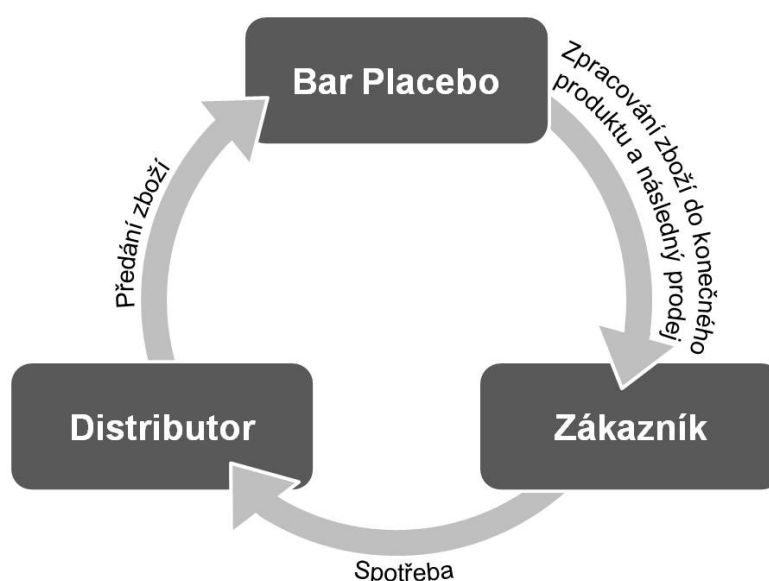 Bar Placebo
Zpracování zboží do konečného
produktu a následný prodej
Předání zboží
Distributor
Zákazník
Spotřeba